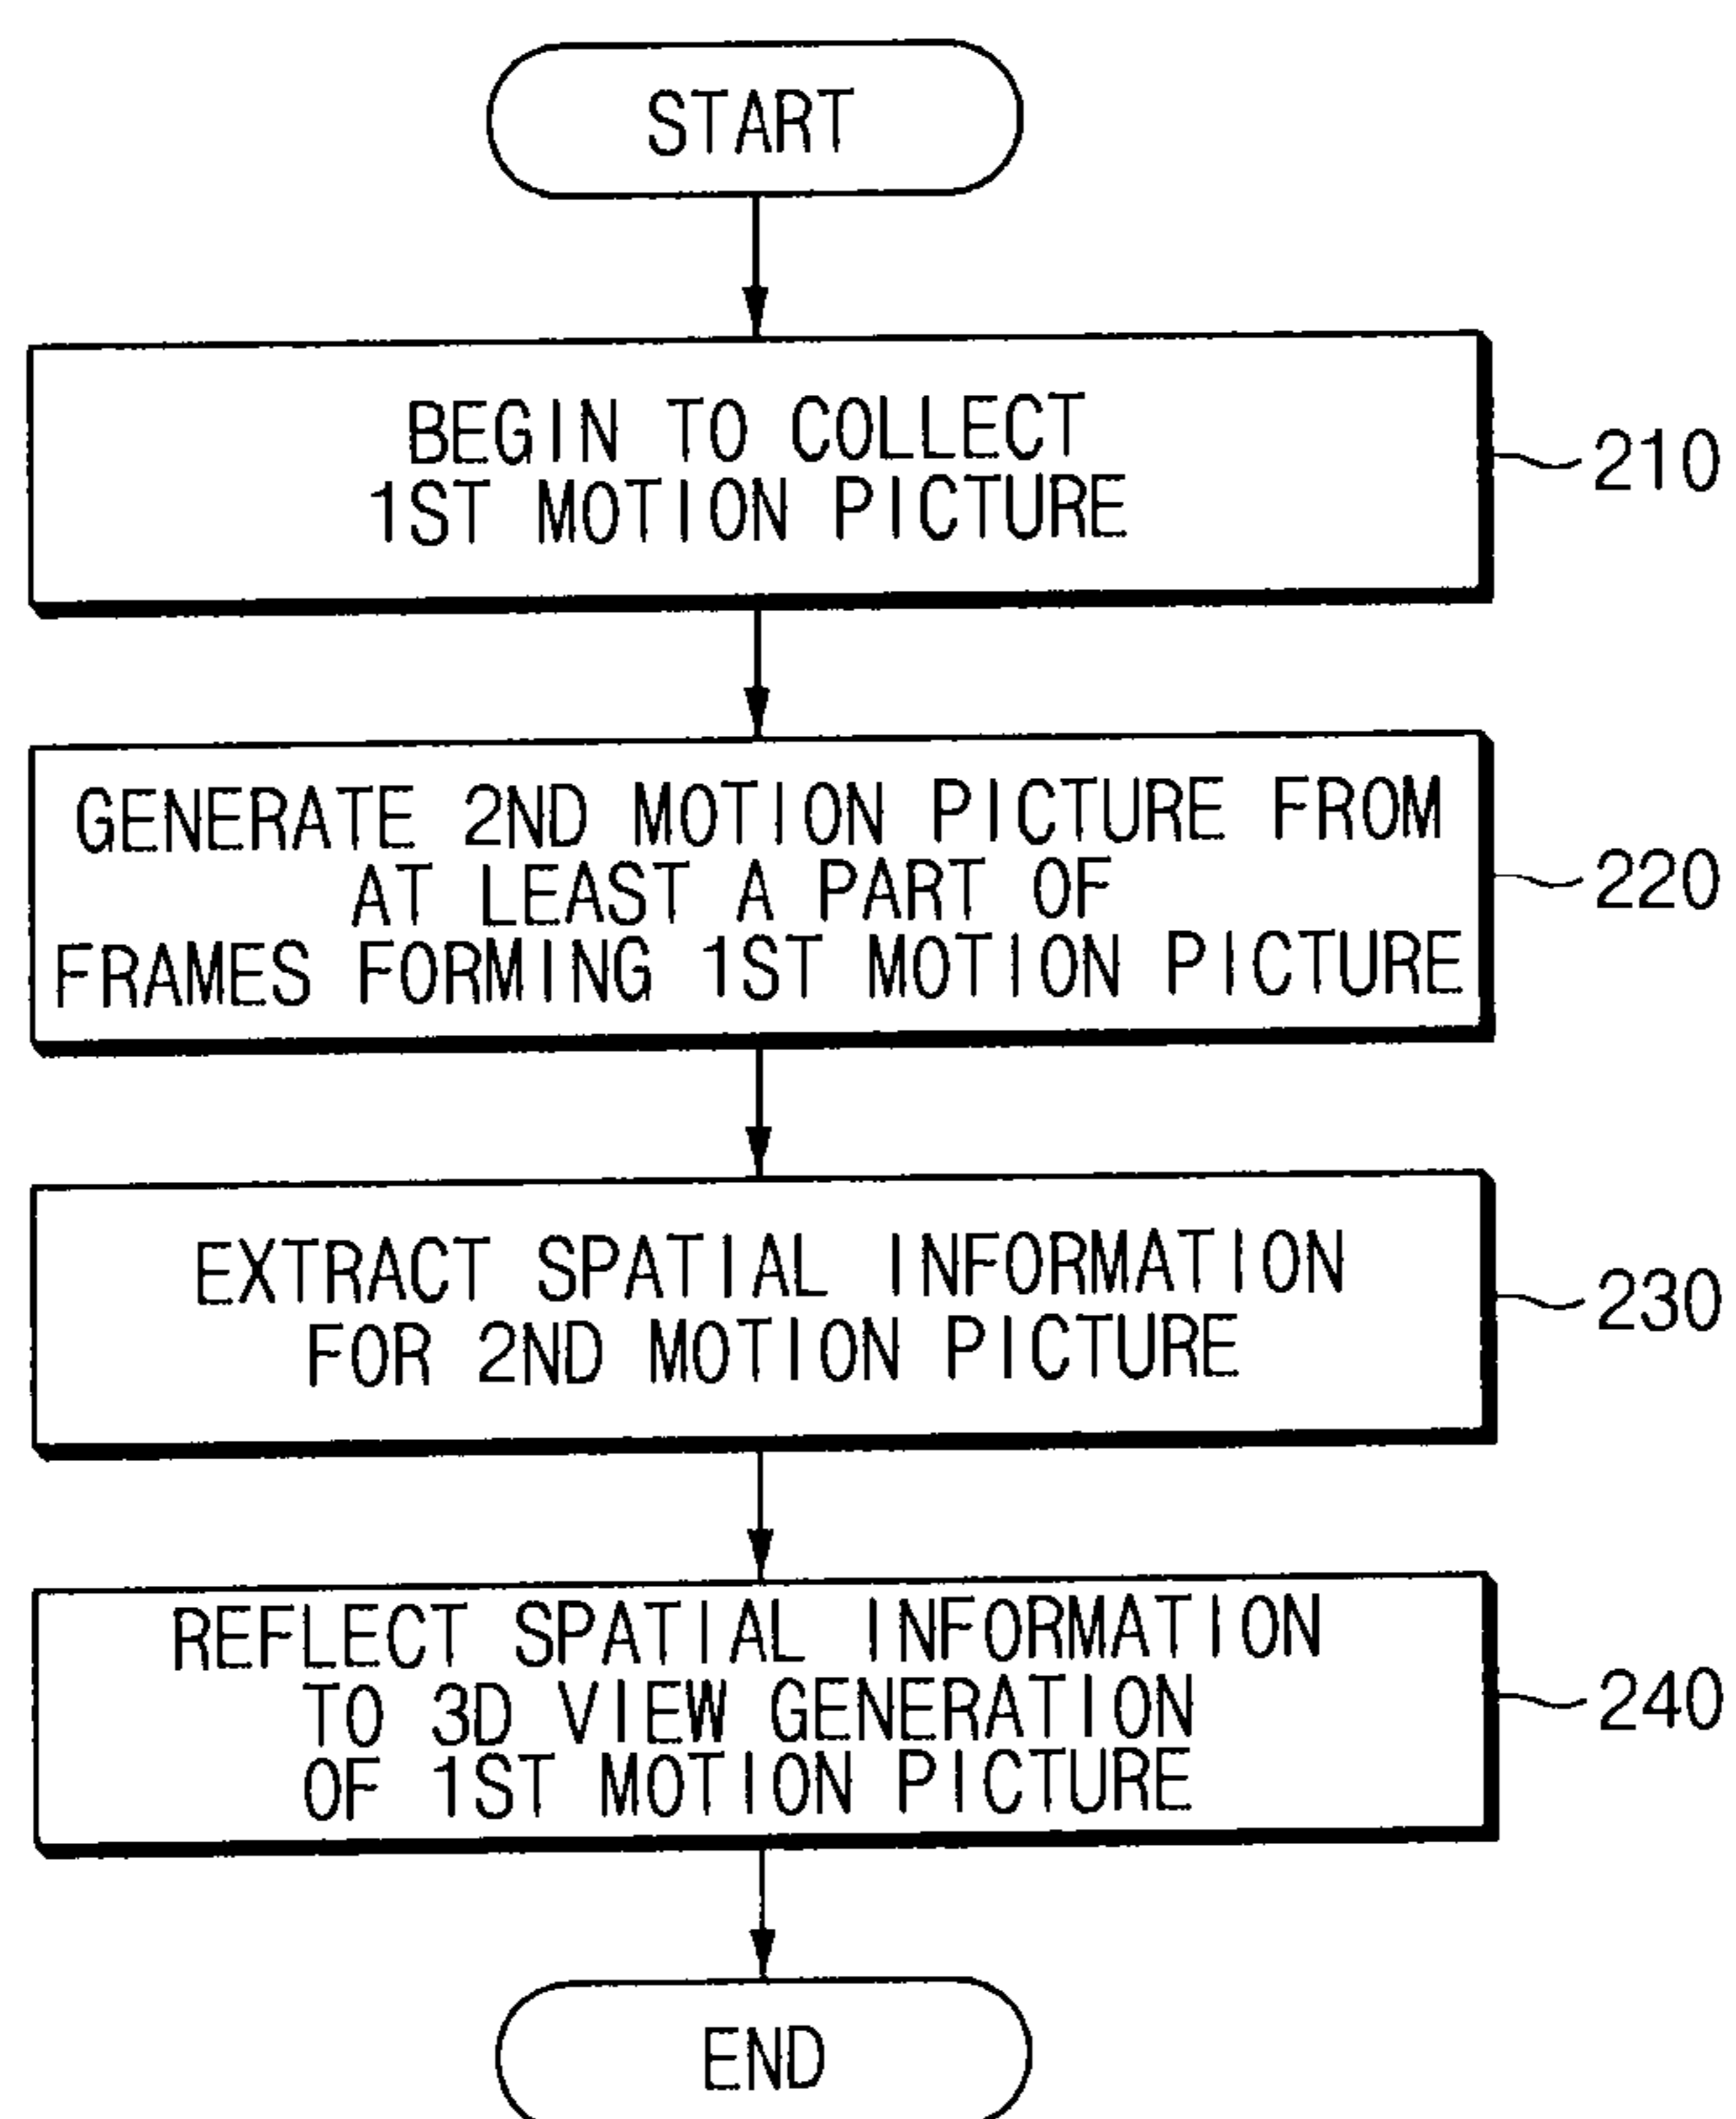 START
BEGIN TO COLLECT
1ST MOTION PICTURE
210
GENERATE 2ND MOTION PICTURE FROM
AT LEAST A PART OF
FRAMES FORMING 1ST MOTION PICTURE
220
EXTRACT SPATIAL INFORMATION
FOR 2ND MOTION PICTURE
230
REFLECT SPATIAL INFORMATION
TO 3D VIEW GENERATION
OF 1ST MOTION PICTURE
240
END